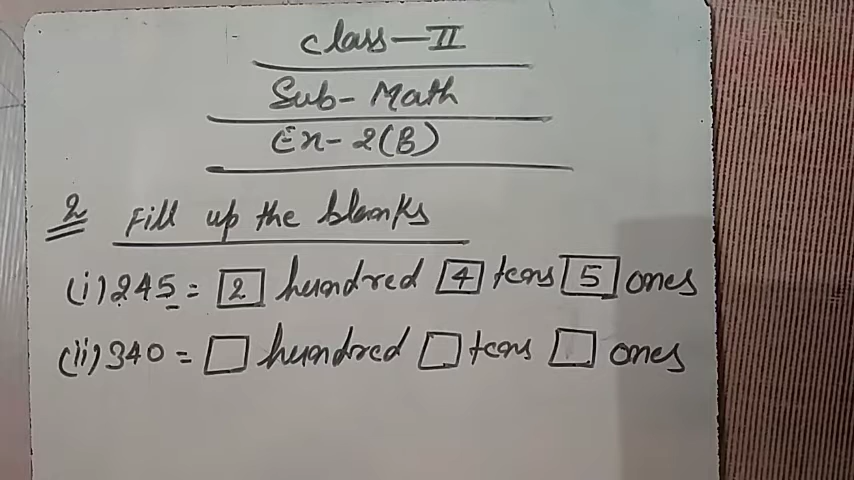 class-II
Sub- Math
Ex- 2(B)
2 Fill up the blanks
(i) 245 = 2 hundred 4 tens 5 ones
(ii) 340 = □ hundred □ tens □ ones